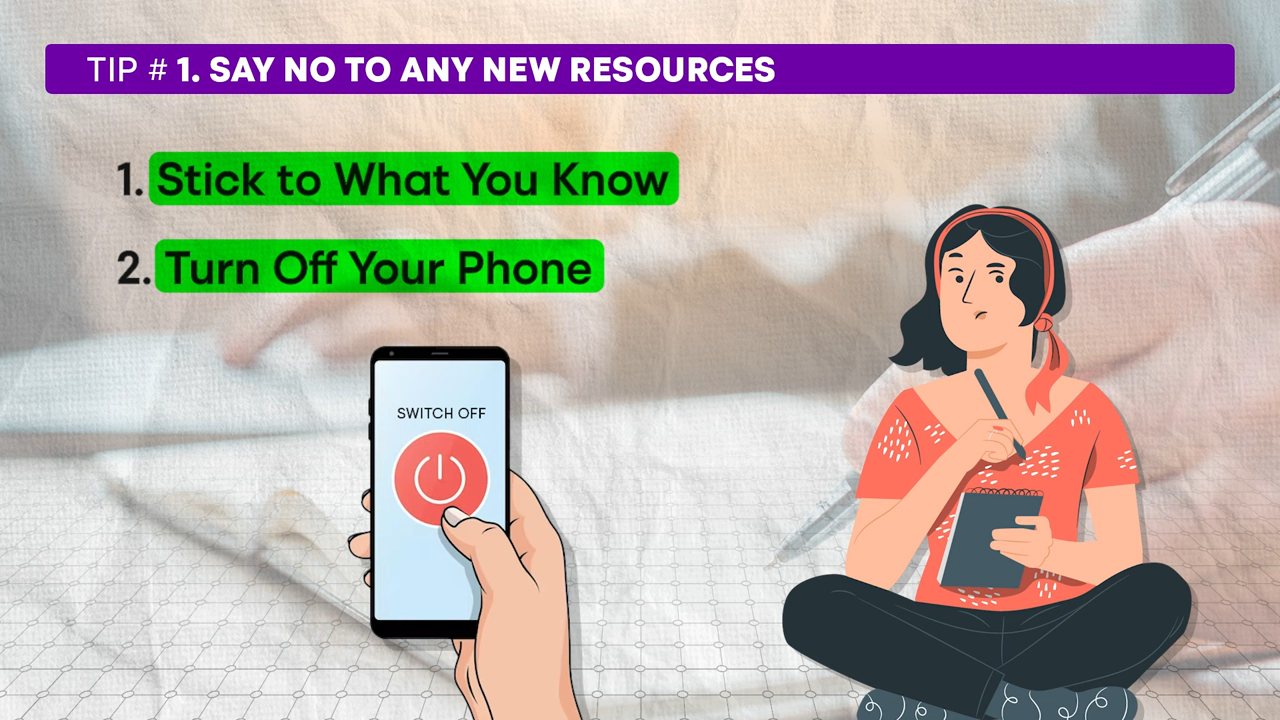 TIP # 1. SAY NO TO ANY NEW RESOURCES
1. Stick to What You Know
2. Turn Off Your Phone
SWITCH OFF